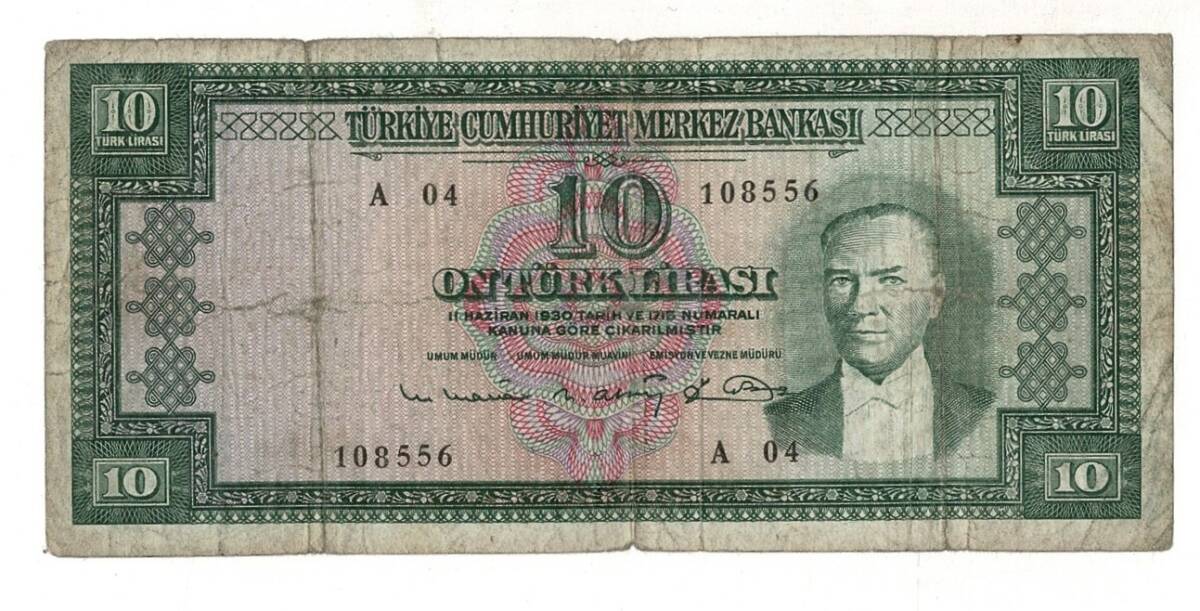 10 TÜRK LİRASI
10 TÜRK LİRASI
TÜRKİYE CUMHURİYET MERKEZ BANKASI
A 04
10
108556
ON TÜRK LİRASI
11 HAZİRAN 1930 TARİH VE 1715 NUMARALI
KANUNA GÖRE ÇIKARILMIŞTIR
UMUM MÜDÜR UMUM MÜDÜR MUAVİNİ EMİSYON VE VEZNE MÜDÜRÜ
108556
A 04
10
10